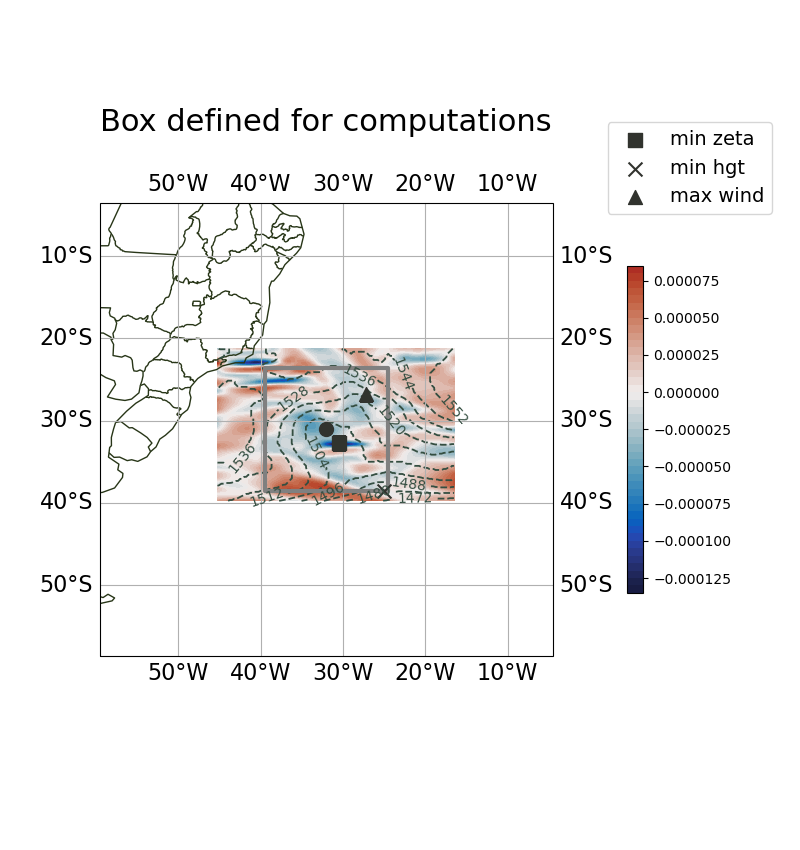 Box defined for computations
min zeta
min hgt
max wind
50°W 40°W 30°W 20°W 10°W
10°S 10°S
20°S 20°S
30°S 30°S
40°S 40°S
50°S 50°S
50°W 40°W 30°W 20°W 10°W
0.000075
0.000050
0.000025
0.000000
−0.000025
−0.000050
−0.000075
−0.000100
−0.000125
1536
1544
1528
1552
1520
1504
1536
1488
1512
1496
1472